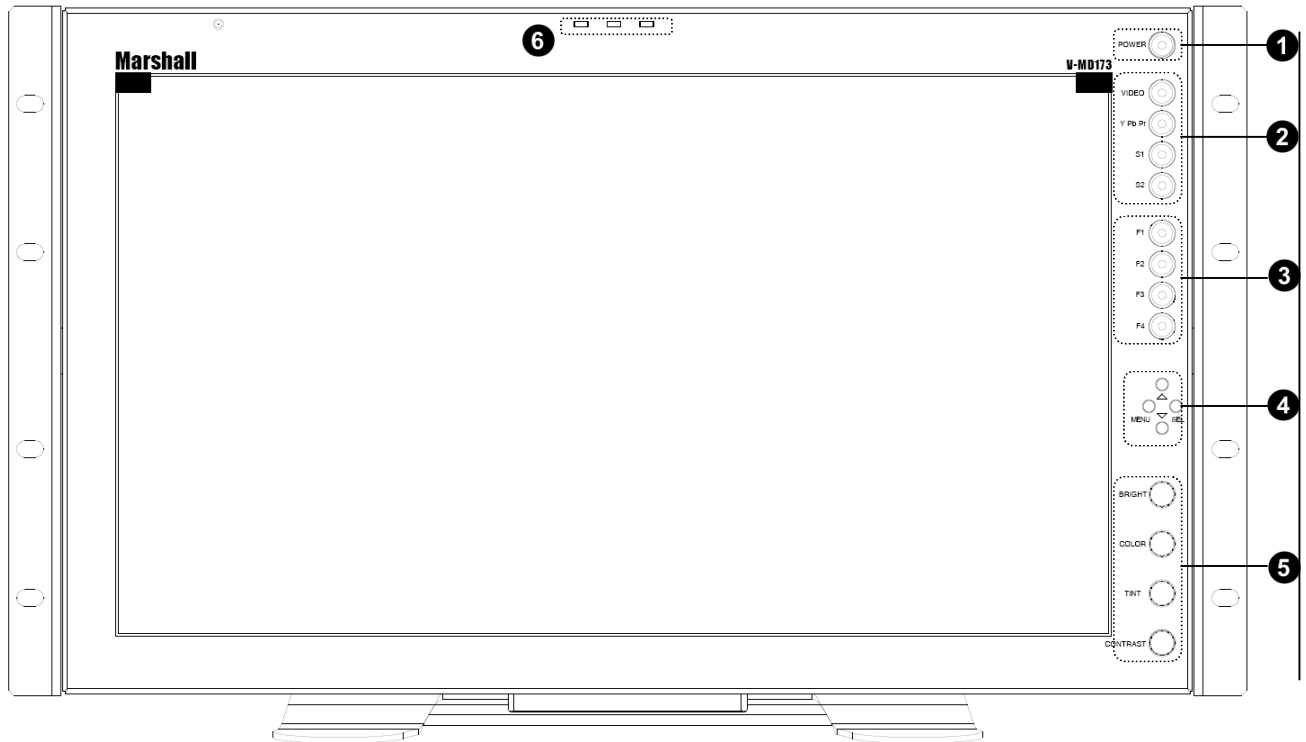 6
Marshall
V-MD173
POWER
1
VIDEO
Y Pb Pr
S1
S2
2
F1
F2
F3
F4
3
MENU
SEL
4
BRIGHT
COLOR
TINT
CONTRAST
5